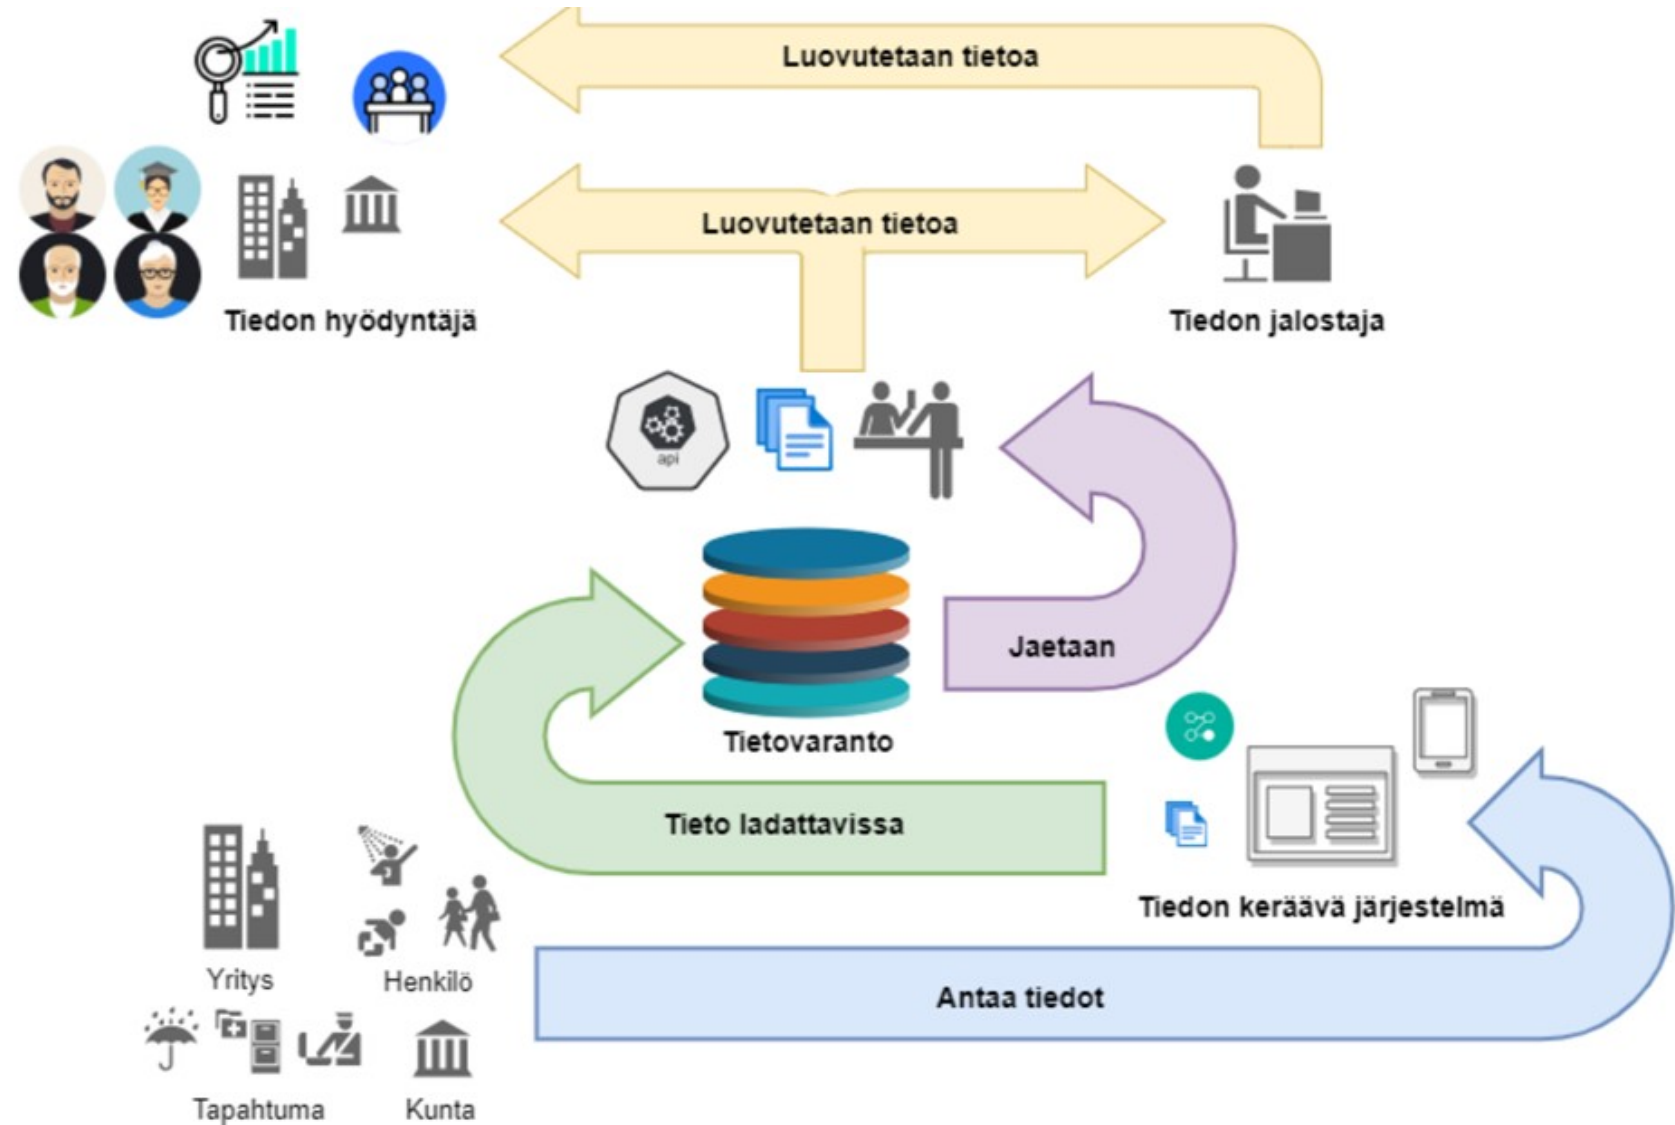 Luovutetaan tietoa
Luovutetaan tietoa
Tiedon hyödyntäjä
Tiedon jalostaja
api
Jaetaan
Tietovaranto
Tieto ladattavissa
Tiedon keräävä järjestelmä
Yritys
Henkilö
Antaa tiedot
Tapahtuma
Kunta